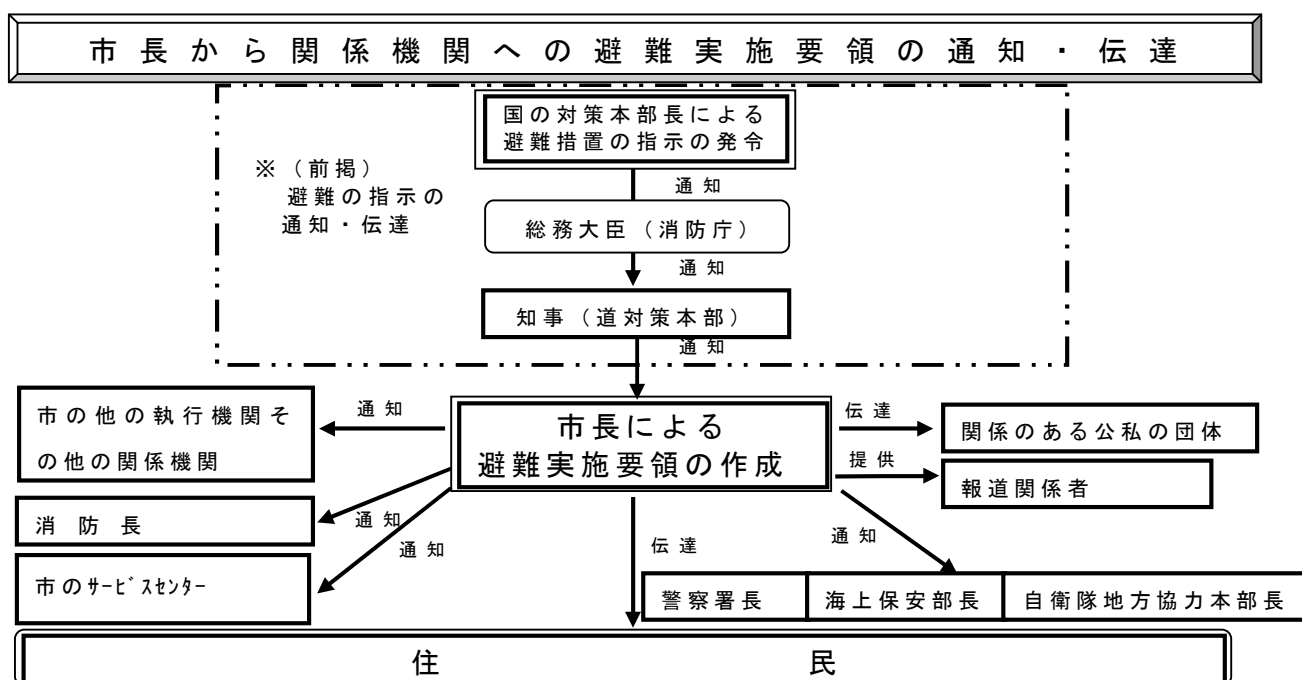 市長から関係機関への避難実施要領の通知・伝達
国の対策本部長による
避難措置の指示の発令
※（前掲）
避難の指示の
通知・伝達
通知
総務大臣（消防庁）
通知
知事（道対策本部）
通知
市の他の執行機関そ
の他の関係機関
通知
市長による
避難実施要領の作成
伝達
関係のある公私の団体
提供
報道関係者
消防長
通知
通知
市のｻｰﾋﾞｽｾﾝﾀｰ
伝達
通知
警察署長
海上保安部長
自衛隊地方協力本部長
住民